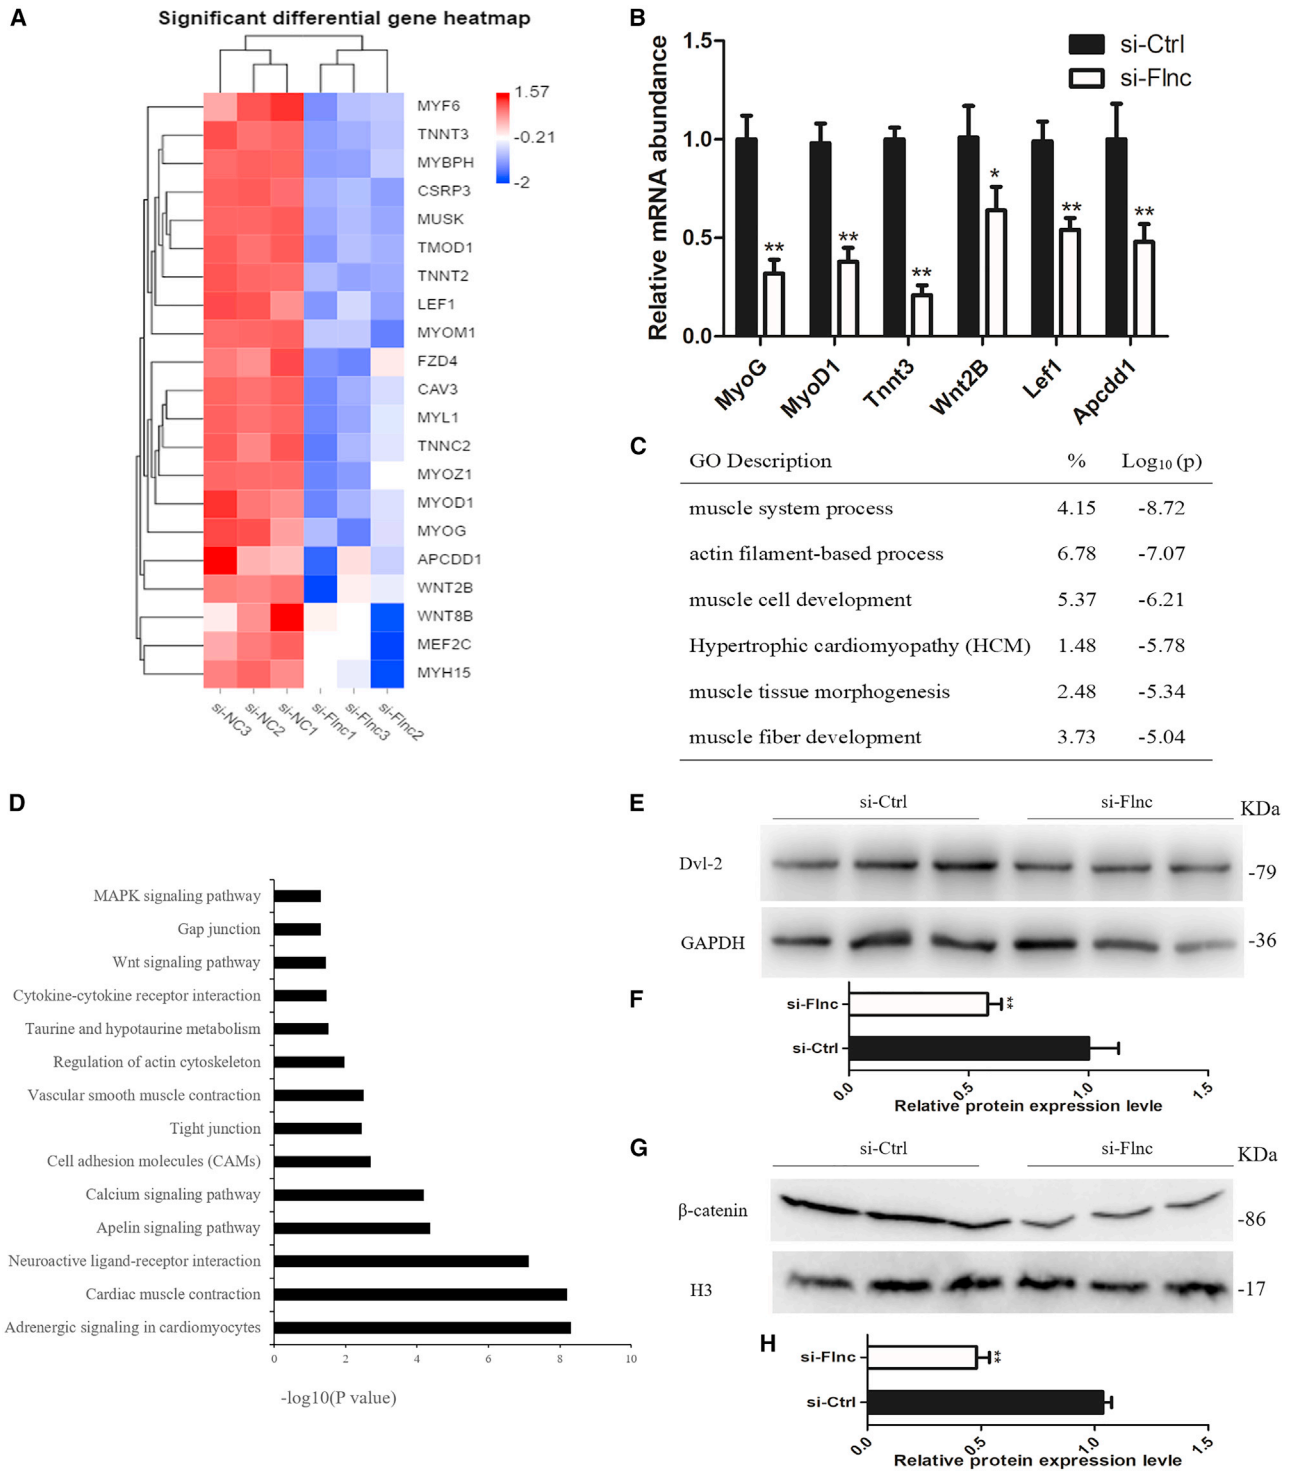 A
Significant differential gene heatmap
1.57
-0.21
-2
MYF6
TNNT3
MYBPH
CSRP3
MUSK
TMOD1
TNNT2
LEF1
MYOM1
FZD4
CAV3
MYL1
TNNC2
MYOZ1
MYOD1
MYOG
APCDD1
WNT2B
WNT8B
MEF2C
MYH15
si-NC3
si-NC2
si-NC1
si-Flnc1
si-Flnc3
si-Flnc2
B
Relative mRNA abundance
1.5
1.0
0.5
0.0
si-Ctrl
si-Flnc
**
**
**
*
**
**
MyoG
MyoD1
Tnnt3
Wnt2B
Lef1
Apcdd1
C
GO Description % Log10 (p)
muscle system process 4.15 -8.72
actin filament-based process 6.78 -7.07
muscle cell development 5.37 -6.21
Hypertrophic cardiomyopathy (HCM) 1.48 -5.78
muscle tissue morphogenesis 2.48 -5.34
muscle fiber development 3.73 -5.04
D
MAPK signaling pathway
Gap junction
Wnt signaling pathway
Cytokine-cytokine receptor interaction
Taurine and hypotaurine metabolism
Regulation of actin cytoskeleton
Vascular smooth muscle contraction
Tight junction
Cell adhesion molecules (CAMs)
Calcium signaling pathway
Apelin signaling pathway
Neuroactive ligand-receptor interaction
Cardiac muscle contraction
Adrenergic signaling in cardiomyocytes
0 2 4 6 8 10
-log10(P value)
E
si-Ctrl si-Flnc KDa
Dvl-2 -79
GAPDH -36
F
si-Flnc **
si-Ctrl
0.0 0.5 1.0 1.5
Relative protein expression levle
G
si-Ctrl si-Flnc KDa
β-catenin -86
H3 -17
H
si-Flnc **
si-Ctrl
0.0 0.5 1.0 1.5
Relative protein expression levle